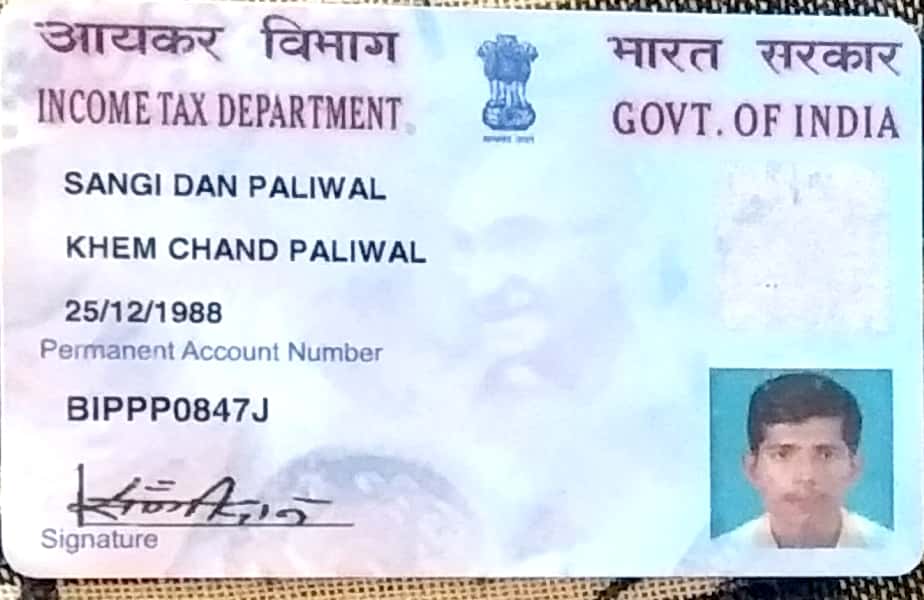 आयकर विभाग
INCOME TAX DEPARTMENT
भारत सरकार
GOVT. OF INDIA
SANGI DAN PALIWAL
KHEM CHAND PALIWAL
25/12/1988
Permanent Account Number
BIPPP0847J
Signature